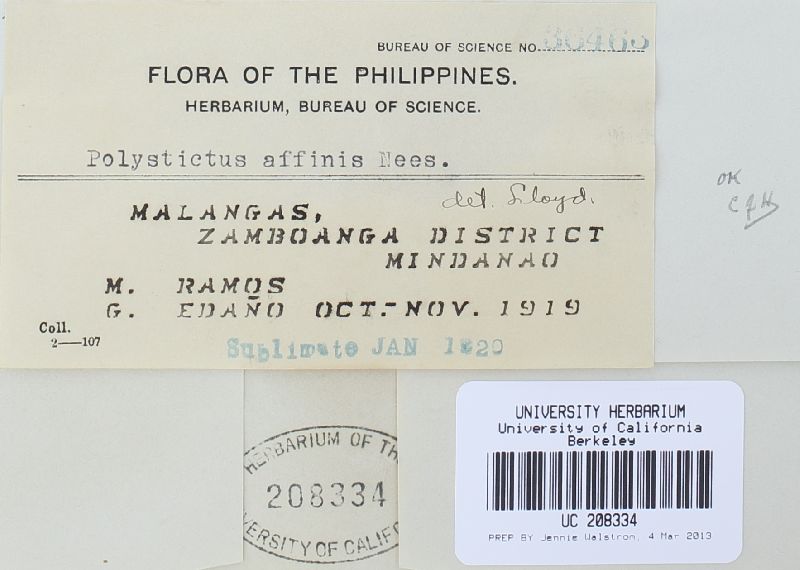 BUREAU OF SCIENCE NO. 36463
FLORA OF THE PHILIPPINES.
HERBARIUM, BUREAU OF SCIENCE.
Polystictus affinis Nees.
det. Lloyd.
MALANGAS,
ZAMBOANGA DISTRICT
MINDANAO
M. RAMOS
G. EDAÑO OCT.-NOV. 1919
Coll.
2—107
Sublimate JAN 1920
OK
HERBARIUM OF TH
208334
VERSITY OF CALIF
UNIVERSITY HERBARIUM
University of California
Berkeley
UC 208334
PREP BY Jennie Walstrom, 4 Mar 2013